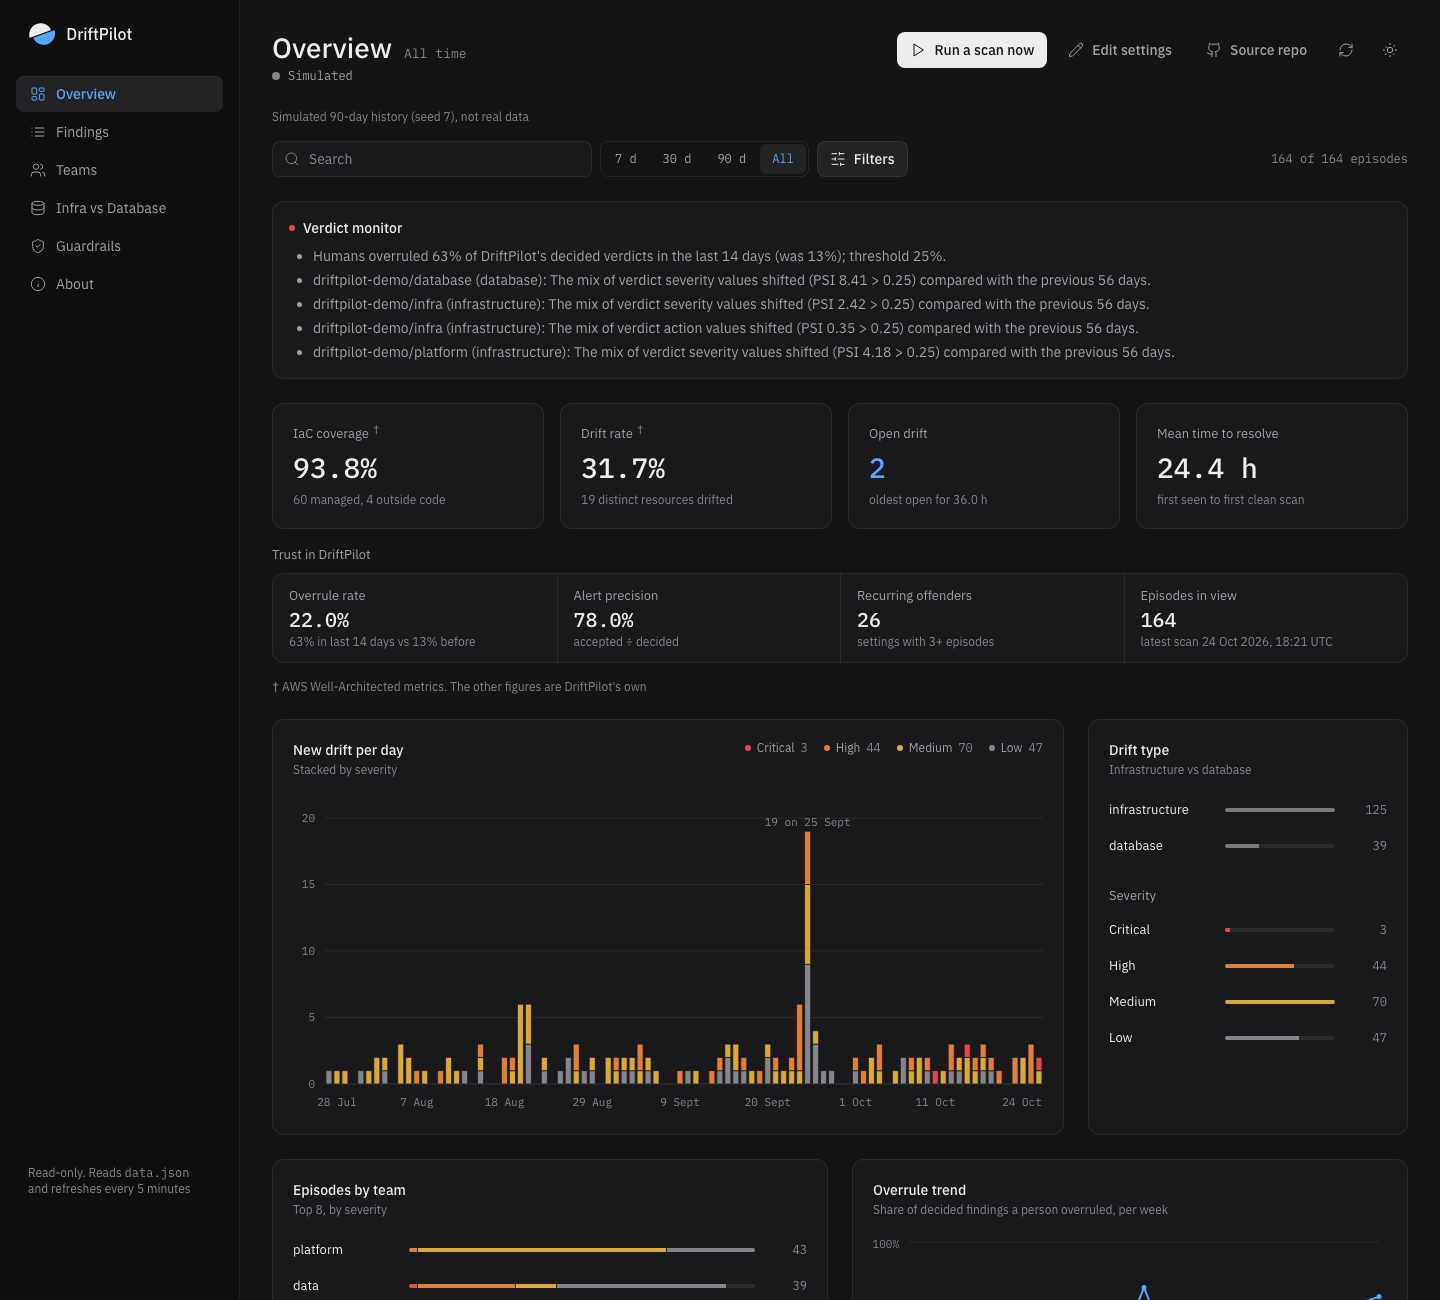 DriftPilot
Overview
Findings
Teams
Infra vs Database
Guardrails
About
Read-only. Reads data.json
and refreshes every 5 minutes
Overview All time
Simulated
Run a scan now
Edit settings
Source repo
Simulated 90-day history (seed 7), not real data
Search
7 d 30 d 90 d All
Filters
164 of 164 episodes
Verdict monitor
Humans overruled 63% of DriftPilot's decided verdicts in the last 14 days (was 13%); threshold 25%.
driftpilot-demo/database (database): The mix of verdict severity values shifted (PSI 8.41 > 0.25) compared with the previous 56 days.
driftpilot-demo/infra (infrastructure): The mix of verdict severity values shifted (PSI 2.42 > 0.25) compared with the previous 56 days.
driftpilot-demo/infra (infrastructure): The mix of verdict action values shifted (PSI 0.35 > 0.25) compared with the previous 56 days.
driftpilot-demo/platform (infrastructure): The mix of verdict severity values shifted (PSI 4.18 > 0.25) compared with the previous 56 days.
IaC coverage †
93.8%
60 managed, 4 outside code
Drift rate †
31.7%
19 distinct resources drifted
Open drift
2
oldest open for 36.0 h
Mean time to resolve
24.4 h
first seen to first clean scan
Trust in DriftPilot
Overrule rate
22.0%
63% in last 14 days vs 13% before
Alert precision
78.0%
accepted ÷ decided
Recurring offenders
26
settings with 3+ episodes
Episodes in view
164
latest scan 24 Oct 2026, 18:21 UTC
† AWS Well-Architected metrics. The other figures are DriftPilot's own
New drift per day
Stacked by severity
Critical 3 High 44 Medium 70 Low 47
20
19 on 25 Sept
15
10
5
0
28 Jul 7 Aug 18 Aug 29 Aug 9 Sept 20 Sept 1 Oct 11 Oct 24 Oct
Drift type
Infrastructure vs database
infrastructure 125
database 39
Severity
Critical 3
High 44
Medium 70
Low 47
Episodes by team
Top 8, by severity
platform 43
data 39
Overrule trend
Share of decided findings a person overruled, per week
100%